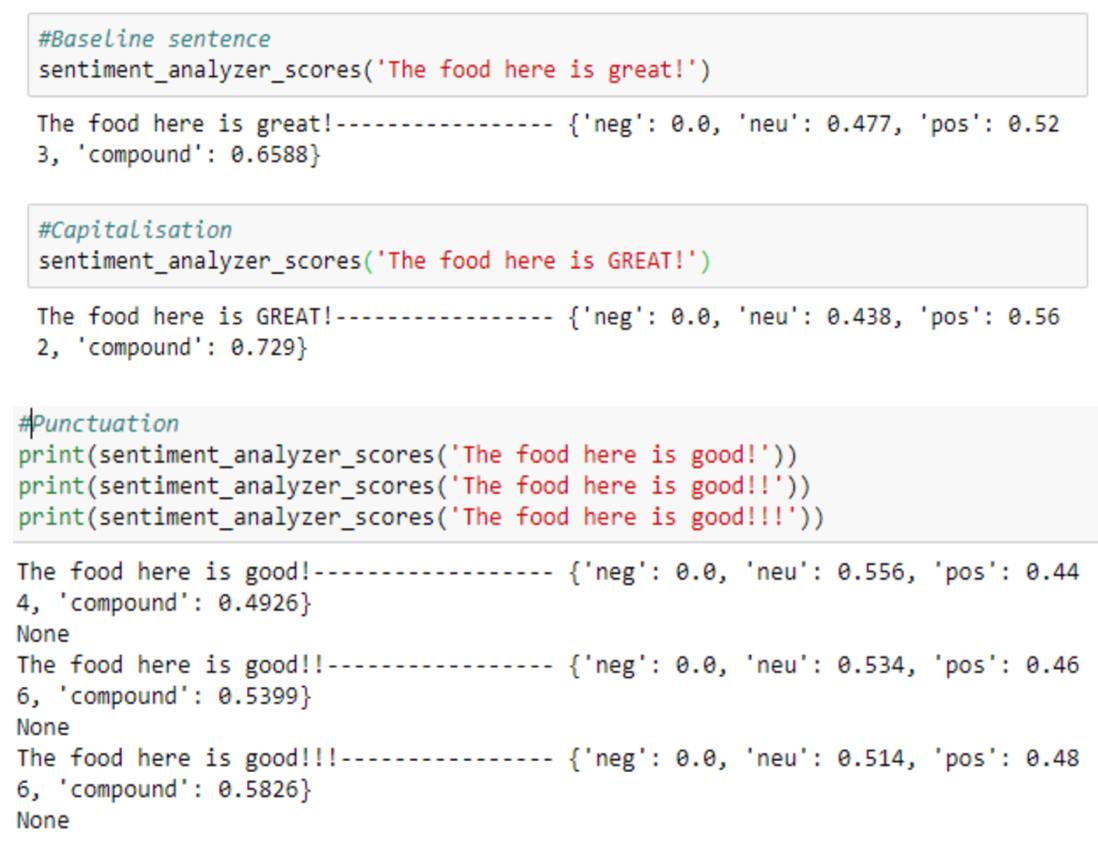 #Baseline sentence
sentiment_analyzer_scores('The food here is great!')
The food here is great!----------------- {'neg': 0.0, 'neu': 0.477, 'pos': 0.52
3, 'compound': 0.6588}
#Capitalisation
sentiment_analyzer_scores('The food here is GREAT!')
The food here is GREAT!----------------- {'neg': 0.0, 'neu': 0.438, 'pos': 0.56
2, 'compound': 0.729}
#Punctuation
print(sentiment_analyzer_scores('The food here is good!'))
print(sentiment_analyzer_scores('The food here is good!!'))
print(sentiment_analyzer_scores('The food here is good!!!'))
The food here is good!------------------ {'neg': 0.0, 'neu': 0.556, 'pos': 0.44
4, 'compound': 0.4926}
None
The food here is good!!----------------- {'neg': 0.0, 'neu': 0.534, 'pos': 0.46
6, 'compound': 0.5399}
None
The food here is good!!!---------------- {'neg': 0.0, 'neu': 0.514, 'pos': 0.48
6, 'compound': 0.5826}
None